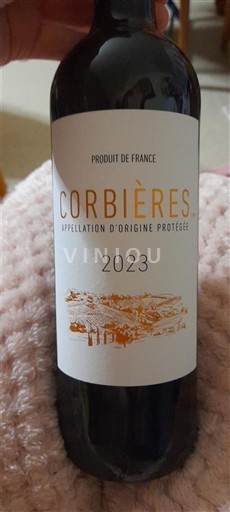 PRODUIT DE FRANCE
CORBIÈRES
APPELLATION D'ORIGINE PROTÉGÉE
VINIOU
2023